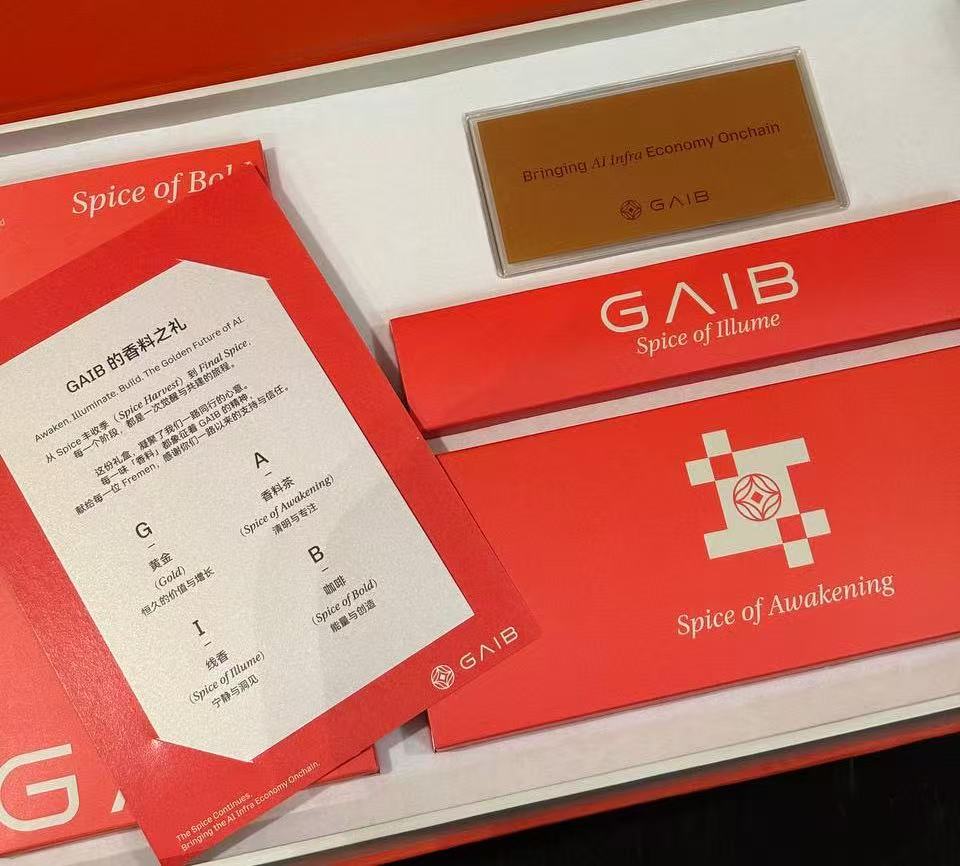 Spice of Bold
GAIB 的香料之礼
Awaken. Illuminate. Build. The Golden Future of AI.
从 Spice 丰收季（Spice Harvest）到 Final Spice，
每一个阶段，都是一次觉醒与共建的旅程。
这份礼盒，凝聚了我们一路同行的心意。
每一味「香料」都象征着 GAIB 的精神，
献给每一位 Fremen，感谢你们一路以来的支持与信任。
G
–
黄金
（Gold）
恒久的价值与增长
A
–
香料茶
（Spice of Awakening）
清明与专注
I
–
线香
（Spice of Illume）
宁静与洞见
B
–
咖啡
（Spice of Bold）
能量与创造
GAIB
The Spice Continues.
Bringing the AI Infra Economy Onchain.
G
Bringing AI Infra Economy Onchain
GAIB
GAIB
Spice of Illume
Spice of Awakening